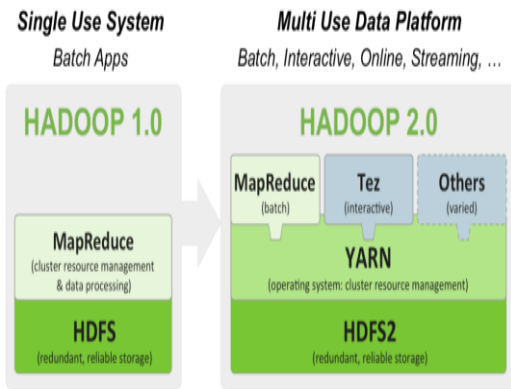 Single Use System
Batch Apps
HADOOP 1.0
MapReduce
(cluster resource management
& data processing)
HDFS
(redundant, reliable storage)
Multi Use Data Platform
Batch, Interactive, Online, Streaming, …
HADOOP 2.0
MapReduce
(batch)
Tez
(interactive)
Others
(varied)
YARN
(operating system: cluster resource management)
HDFS2
(redundant, reliable storage)